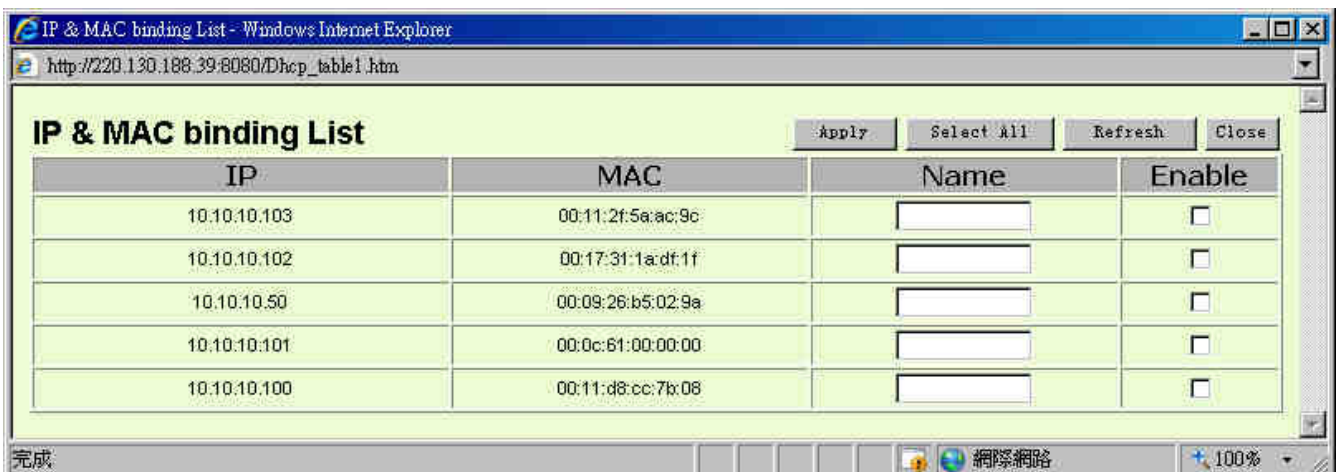 IP & MAC binding List - Windows Internet Explorer
http://220.130.188.39:8080/Dhcp_table1.htm
IP & MAC binding List
Apply Select All Refresh Close
IP MAC Name Enable
10.10.10.103 00:11:2f:5a:ac:9c
10.10.10.102 00:17:31:1a:df:1f
10.10.10.50 00:09:26:b5:02:9a
10.10.10.101 00:0c:61:00:00:00
10.10.10.100 00:11:d8:cc:7b:08
完成 網際網路 100%